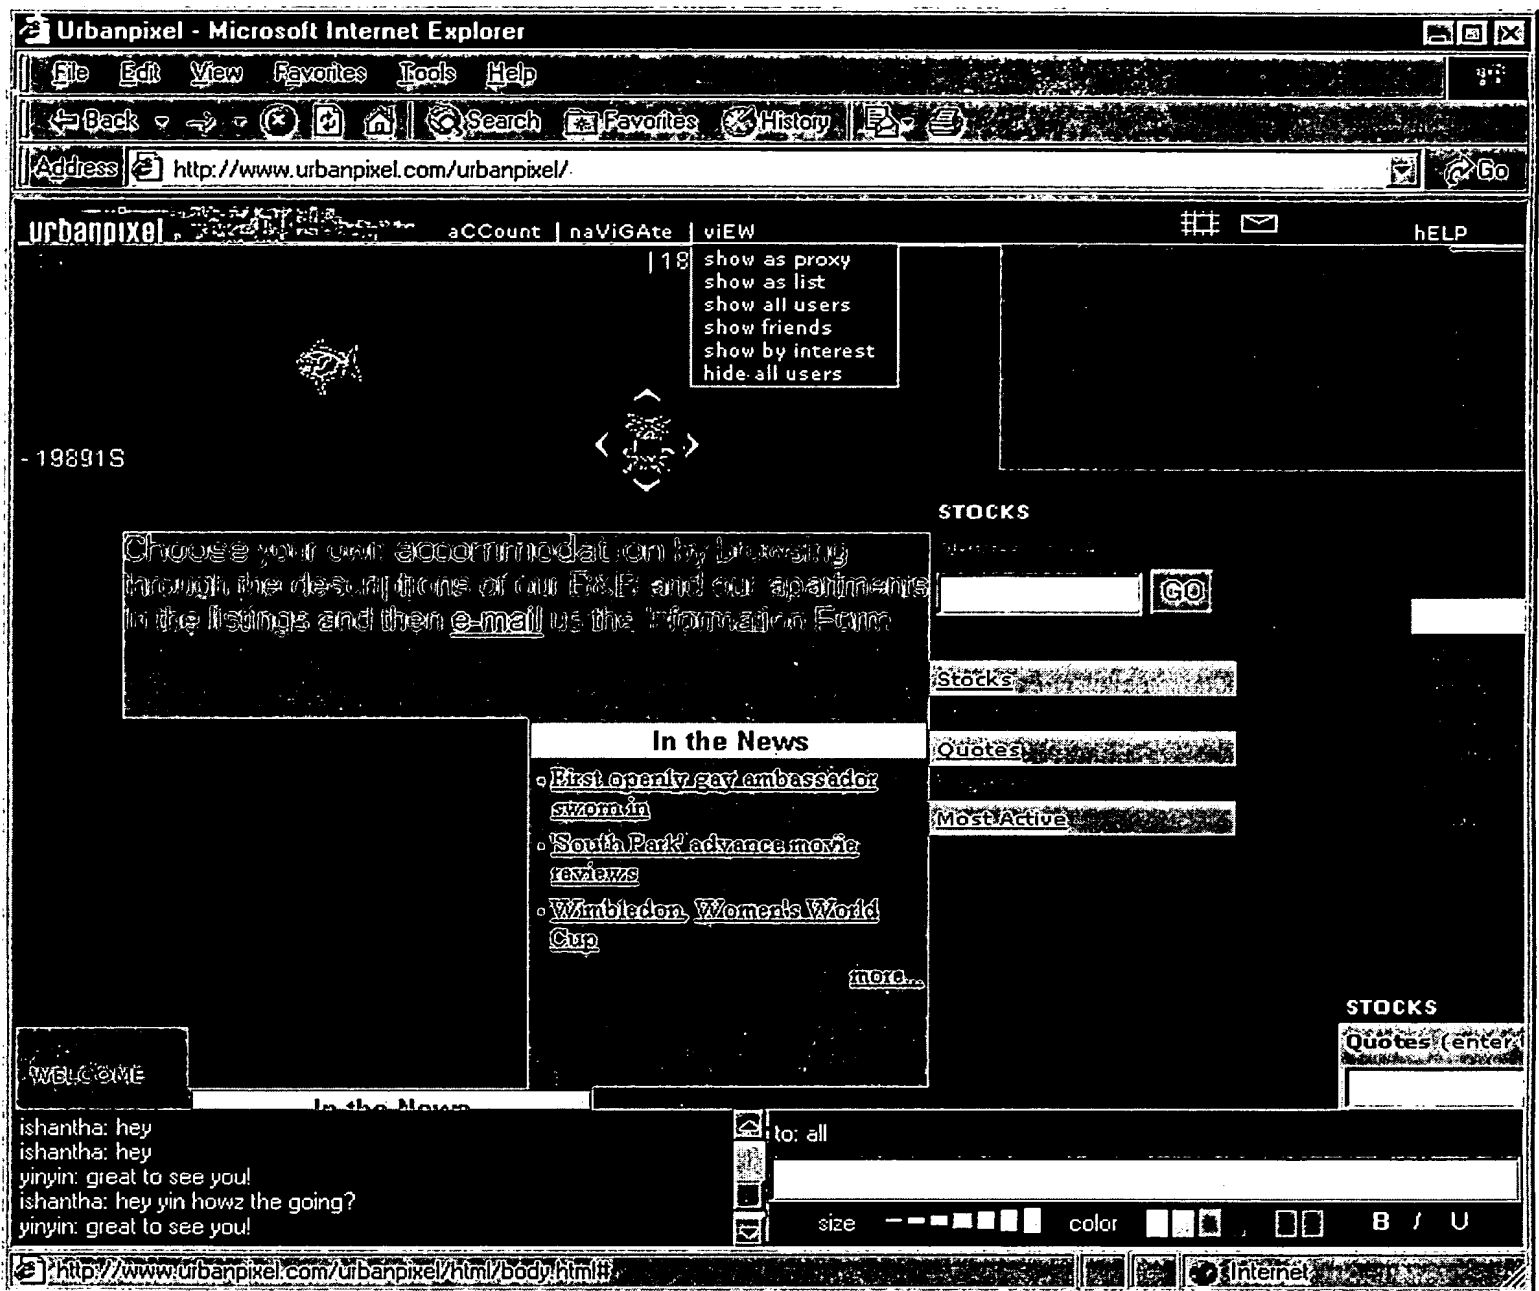 Urbanpixel - Microsoft Internet Explorer
File Edit View Favorites Tools Help
Back Search Favorites History
Address http://www.urbanpixel.com/urbanpixel/ Go
urbanpixel aCCount | naViGAte | viEW hELP
|18
show as proxy
show as list
show all users
show friends
show by interest
hide all users
-19891S
STOCKS
Choose your own accommodation by browsing
through the descriptions of our B&B and our apartments
in the listings and then e-mail us the Information Form
GO
Stocks
Quotes
Most Active
In the News
First openly gay ambassador
sworn in
'South Park' advance movie
reviews
Wimbledon, Women's World
Cup
more...
STOCKS
Quotes (enter
WELCOME
In the News
ishantha: hey
ishantha: hey
yinyin: great to see you!
ishantha: hey yin howz the going?
yinyin: great to see you!
to: all
size color B I U
http://www.urbanpixel.com/urbanpixel/html/body.html# Internet